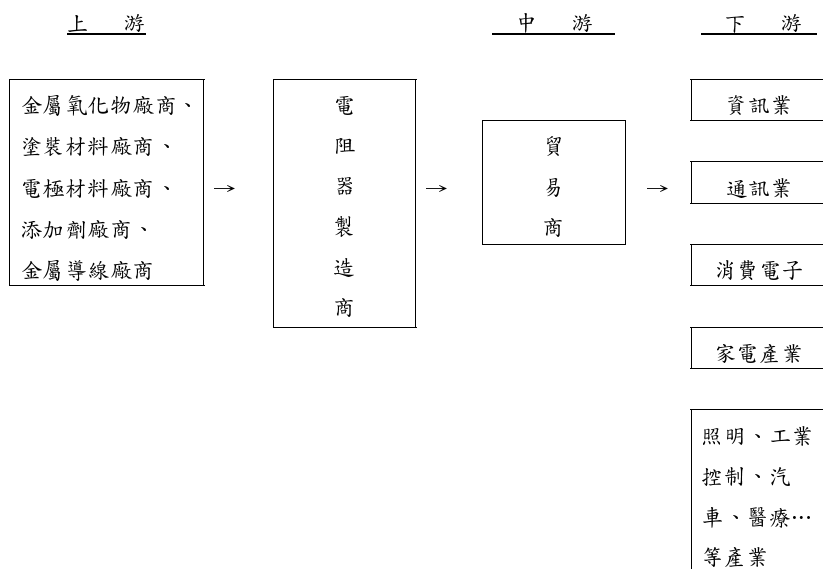 上 游
中 游
下 游
金屬氧化物廠商、
塗裝材料廠商、
電極材料廠商、
添加劑廠商、
金屬導線廠商
→
電
阻
器
製
造
商
→
貿
易
商
→
資訊業
通訊業
消費電子
家電產業
照明、工業
控制、汽
車、醫療…
等產業